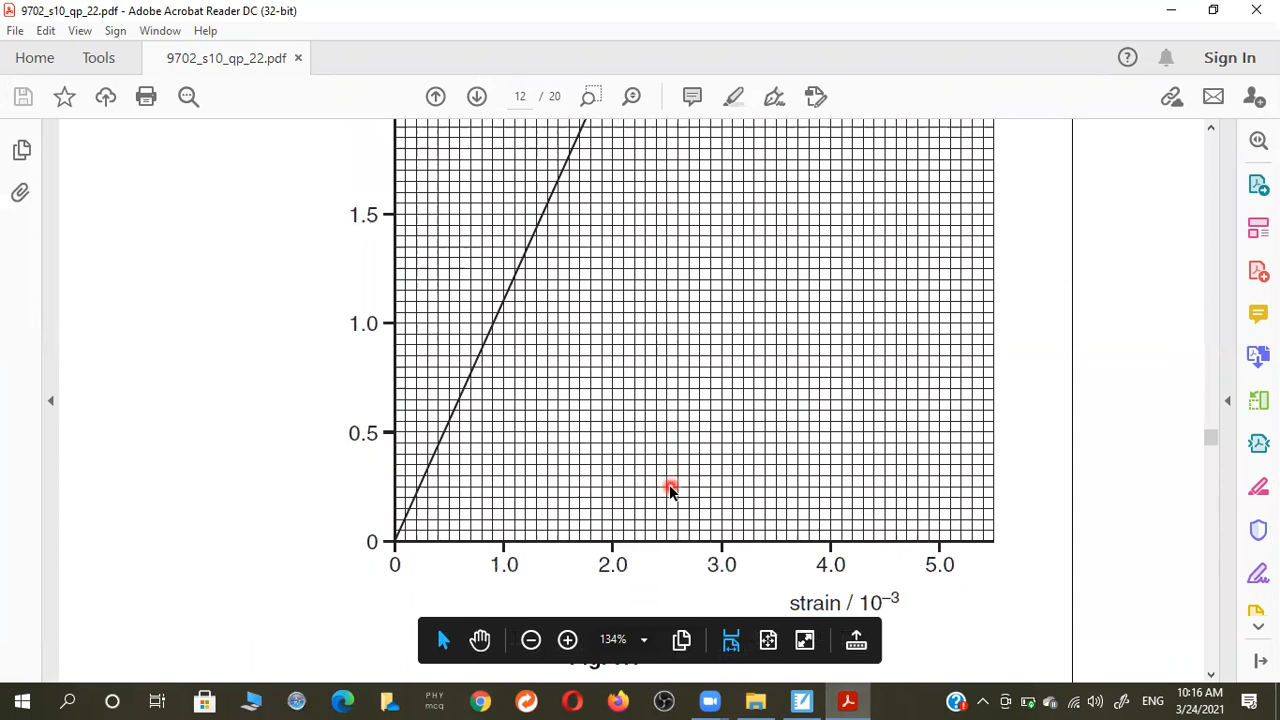 9702_s10_qp_22.pdf - Adobe Acrobat Reader DC (32-bit)
File Edit View Sign Window Help
Home Tools 9702_s10_qp_22.pdf × Sign In
12 / 20
1.5
1.0
0.5
0
0 1.0 2.0 3.0 4.0 5.0
strain / 10⁻³
134%
PHY
mcq
ENG
10:16 AM
3/24/2021